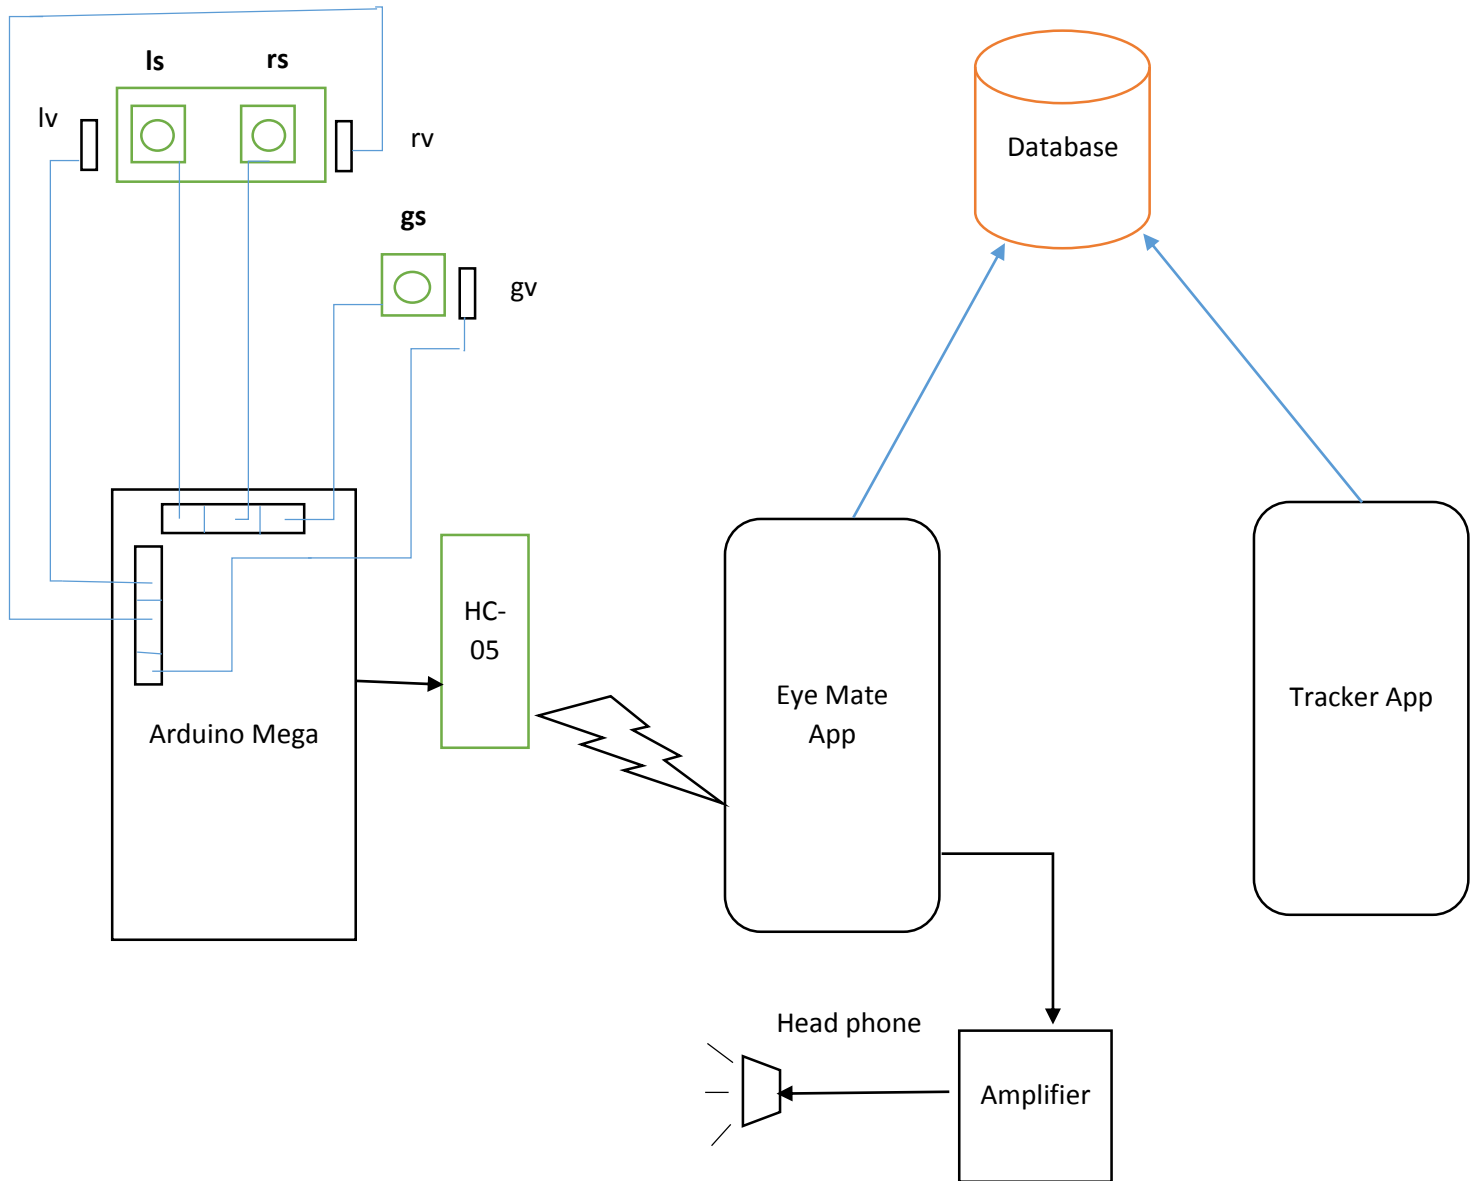 ls
rs
lv
rv
Database
gs
gv
HC-
05
Eye Mate
App
Tracker App
Arduino Mega
Head phone
Amplifier